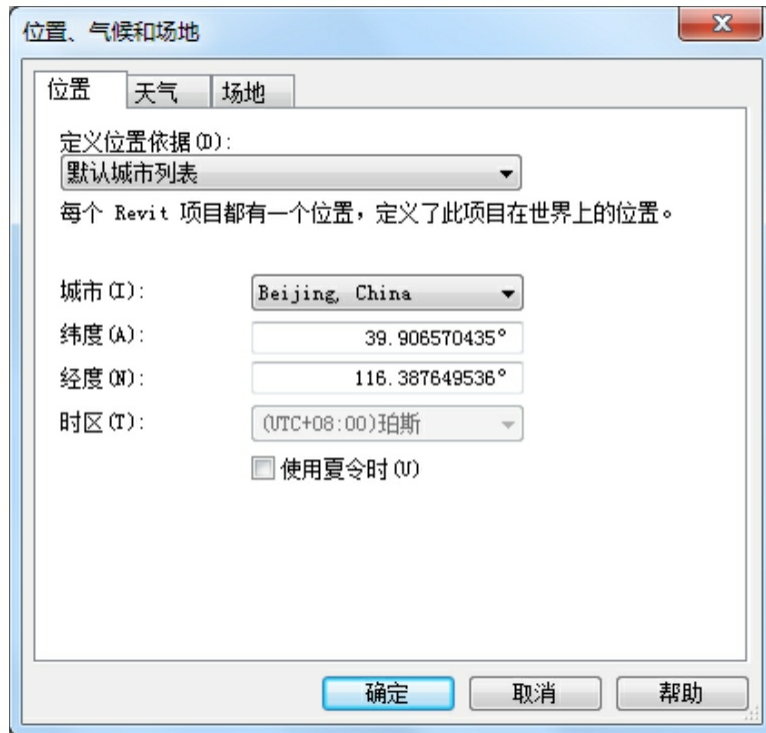 位置、气候和场地
位置 天气 场地
定义位置依据(D):
默认城市列表
每个 Revit 项目都有一个位置,定义了此项目在世界上的位置。
城市(I): Beijing, China
纬度(A): 39.906570435°
经度(N): 116.387649536°
时区(T): (UTC+08:00)珀斯
使用夏令时(U)
确定 取消 帮助